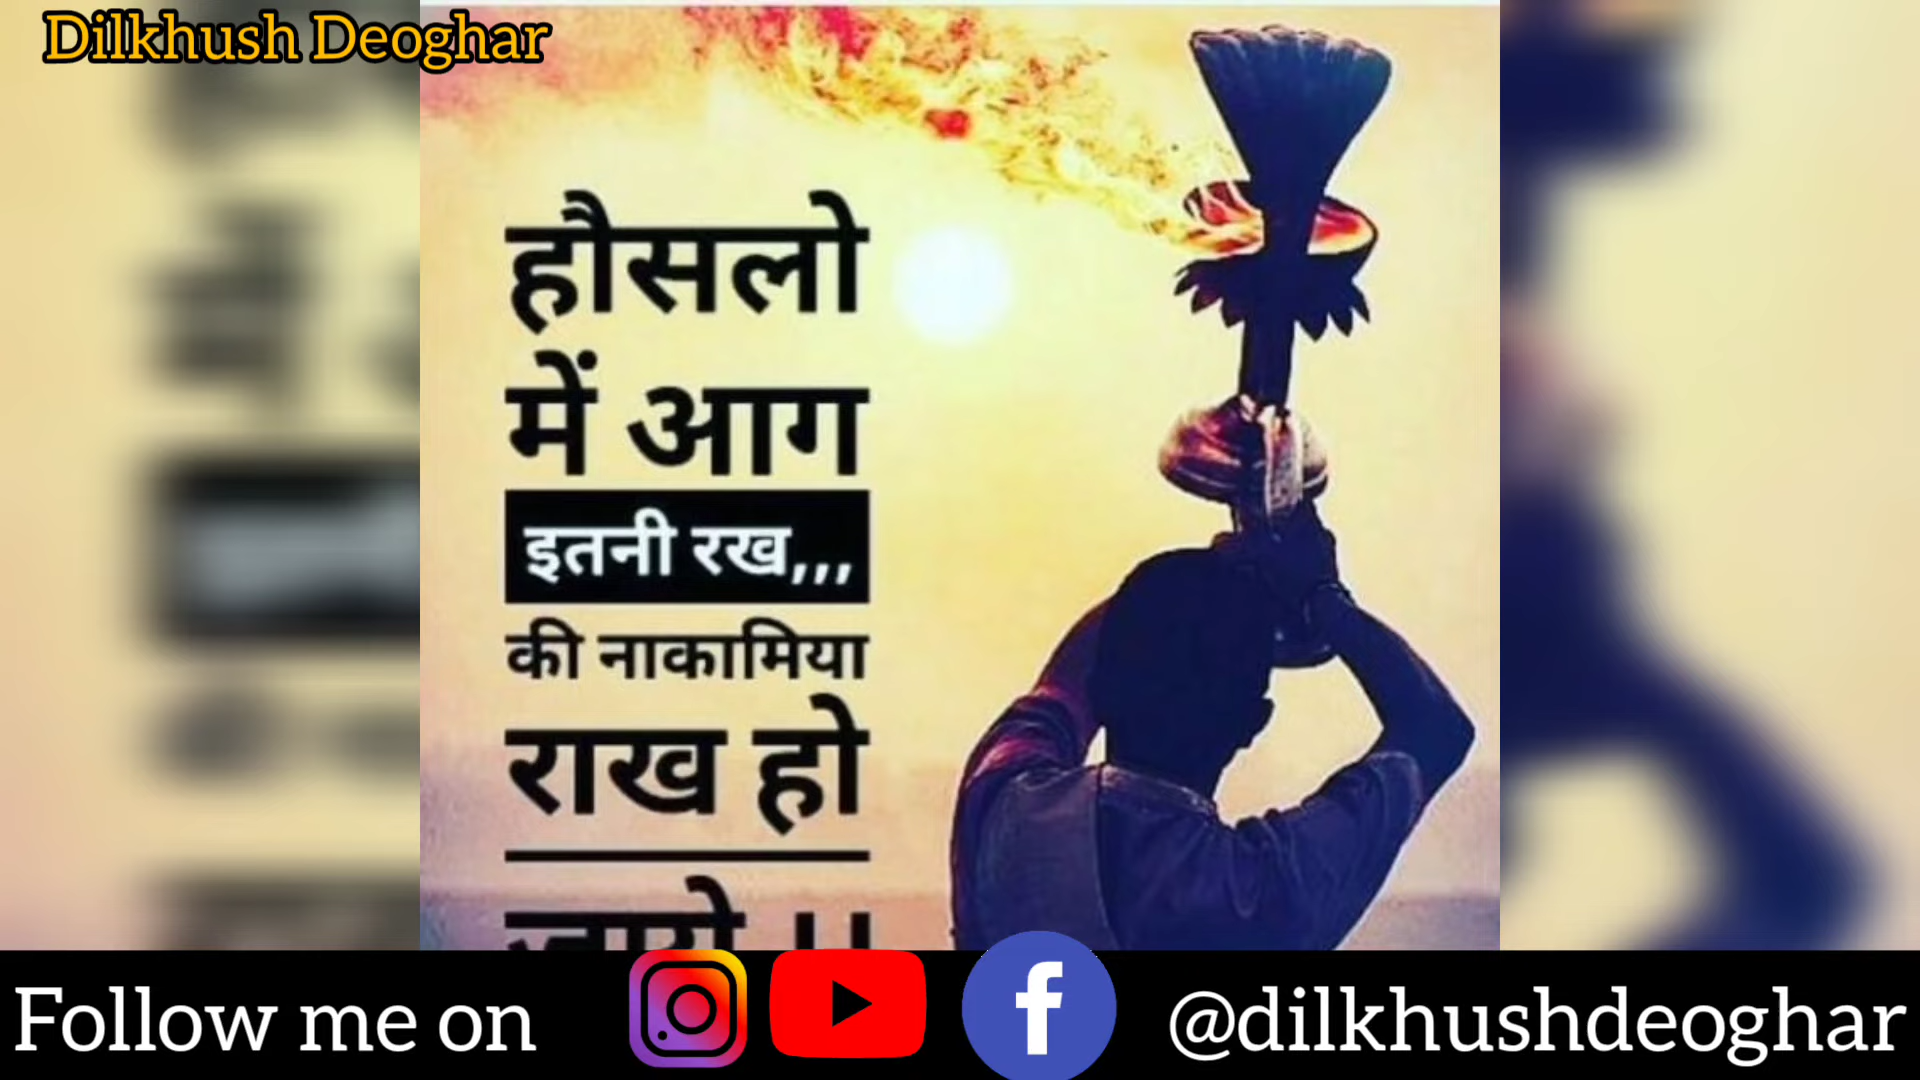 Dilkhush Deoghar
हौसलो
में आग
इतनी रख,,,
की नाकामिया
राख हो
Follow me on
@dilkhushdeoghar